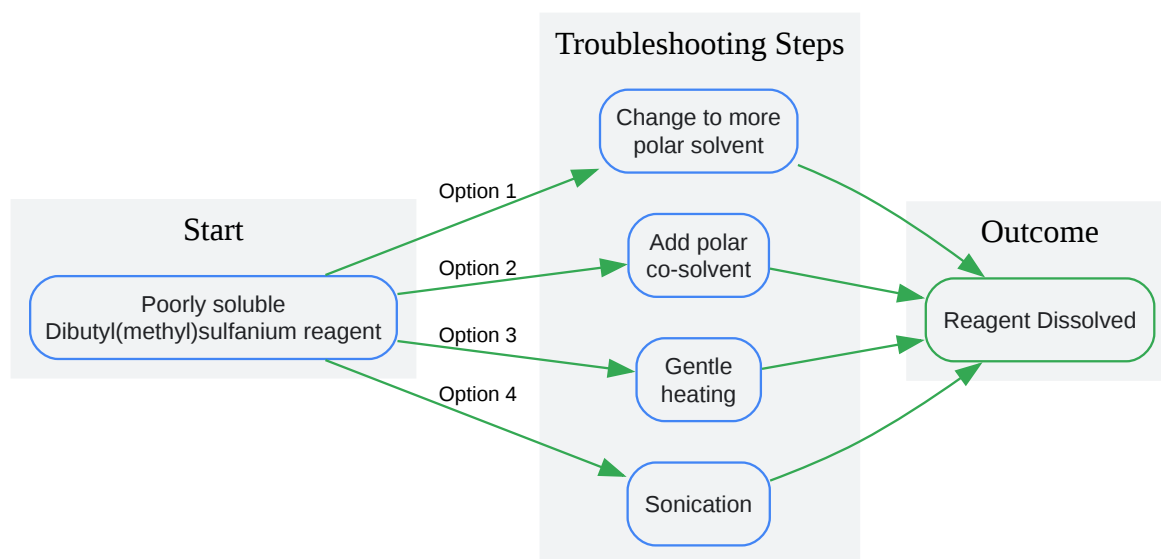 Troubleshooting Steps
Change to more
polar solvent
Option 1
Start
Outcome
Add polar
co-solvent
Option 2
Poorly soluble
Dibutyl(methyl)sulfanium reagent
Reagent Dissolved
Option 3
Gentle
heating
Option 4
Sonication